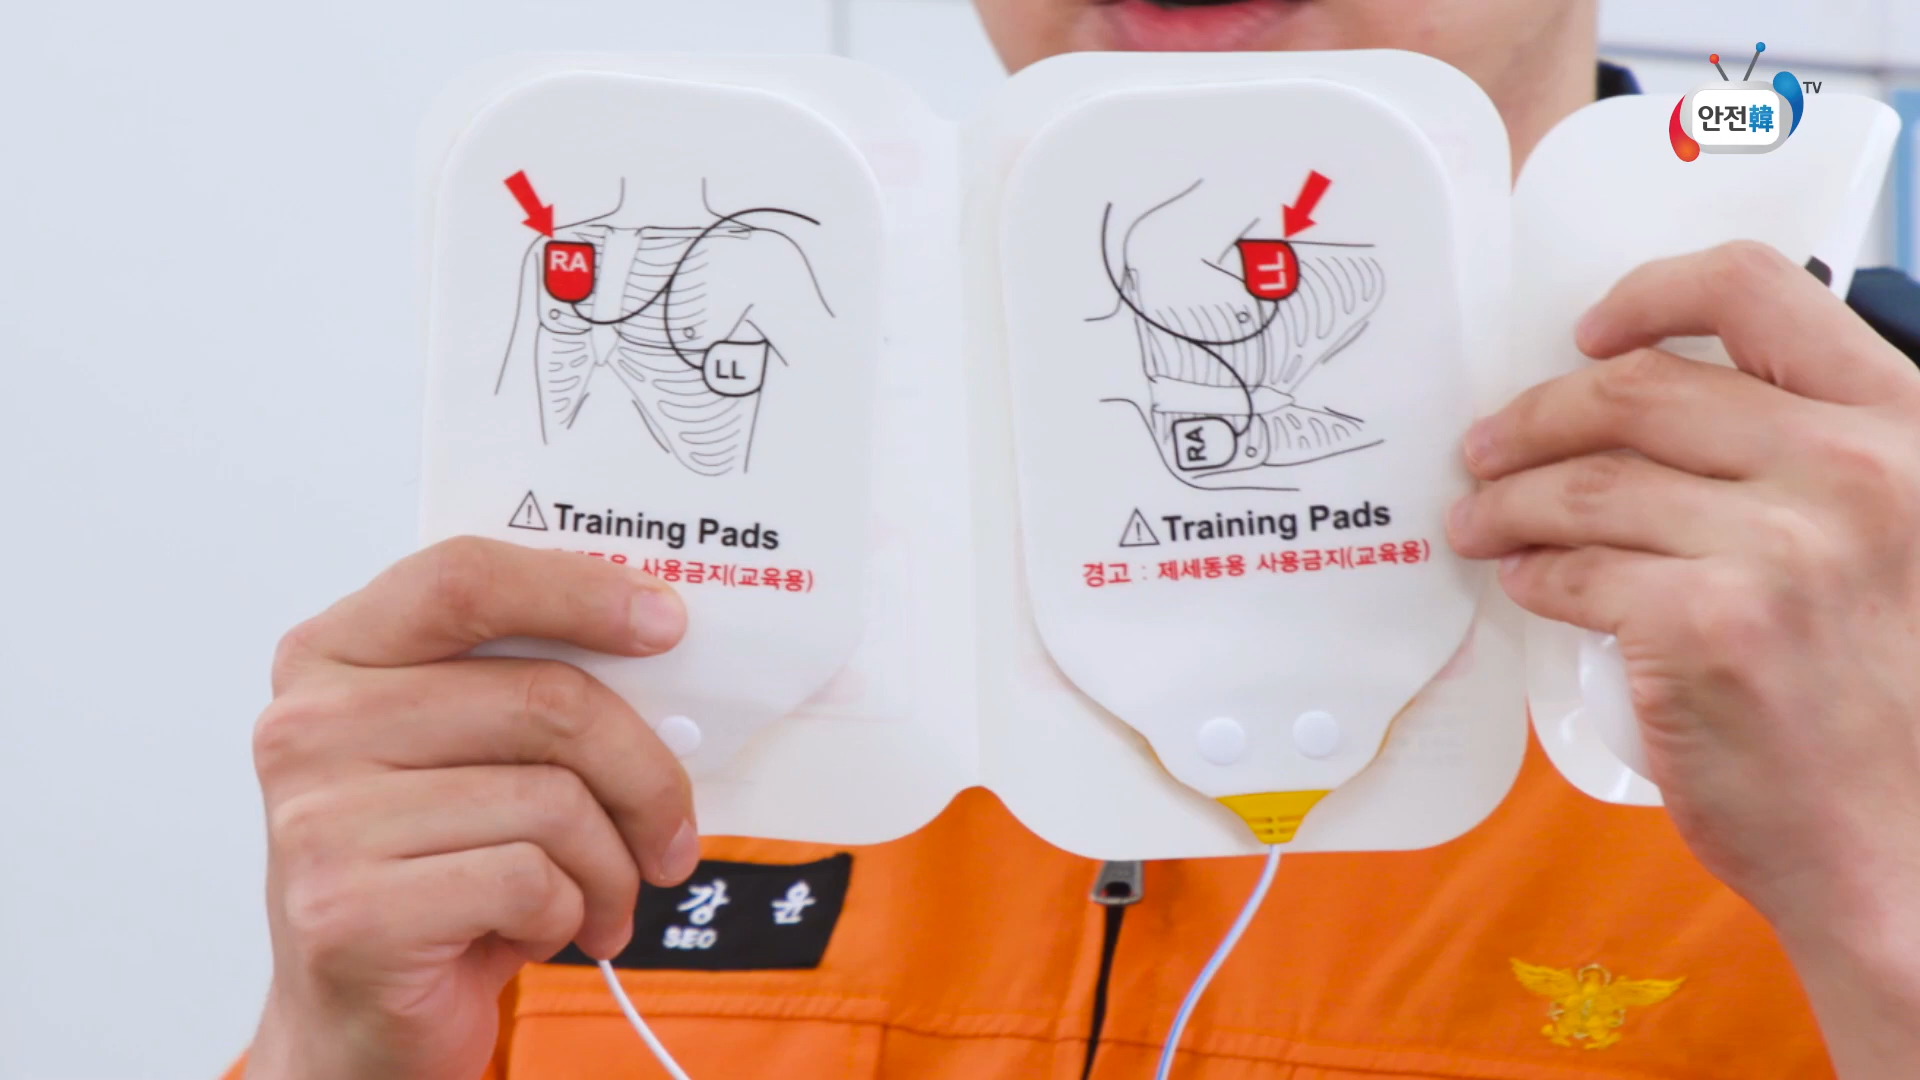 안전韓 TV
RA
LL
Training Pads
사용금지(교육용)
LL
RA
Training Pads
경고 : 제세동용 사용금지(교육용)
강 윤
SEO